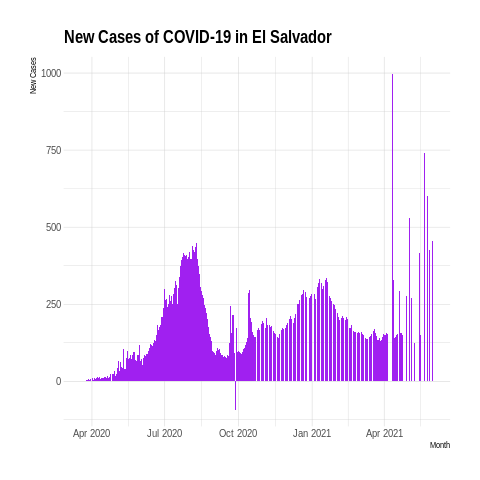 New Cases of COVID-19 in El Salvador
New Cases
1000
750
500
250
0
Apr 2020 Jul 2020 Oct 2020 Jan 2021 Apr 2021
Month